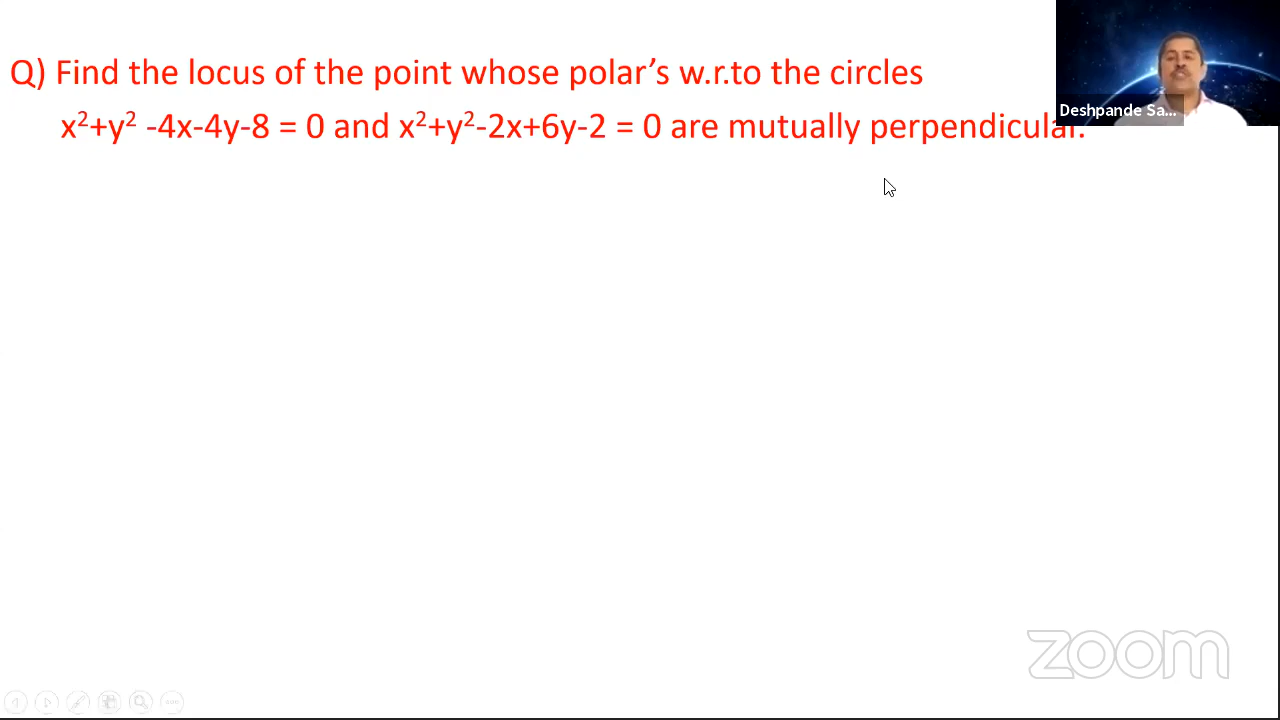 Q) Find the locus of the point whose polar’s w.r.to the circles
x²+y² -4x-4y-8 = 0 and x²+y²-2x+6y-2 = 0 are mutually perpendicular.
Deshpande Sa...
zoom